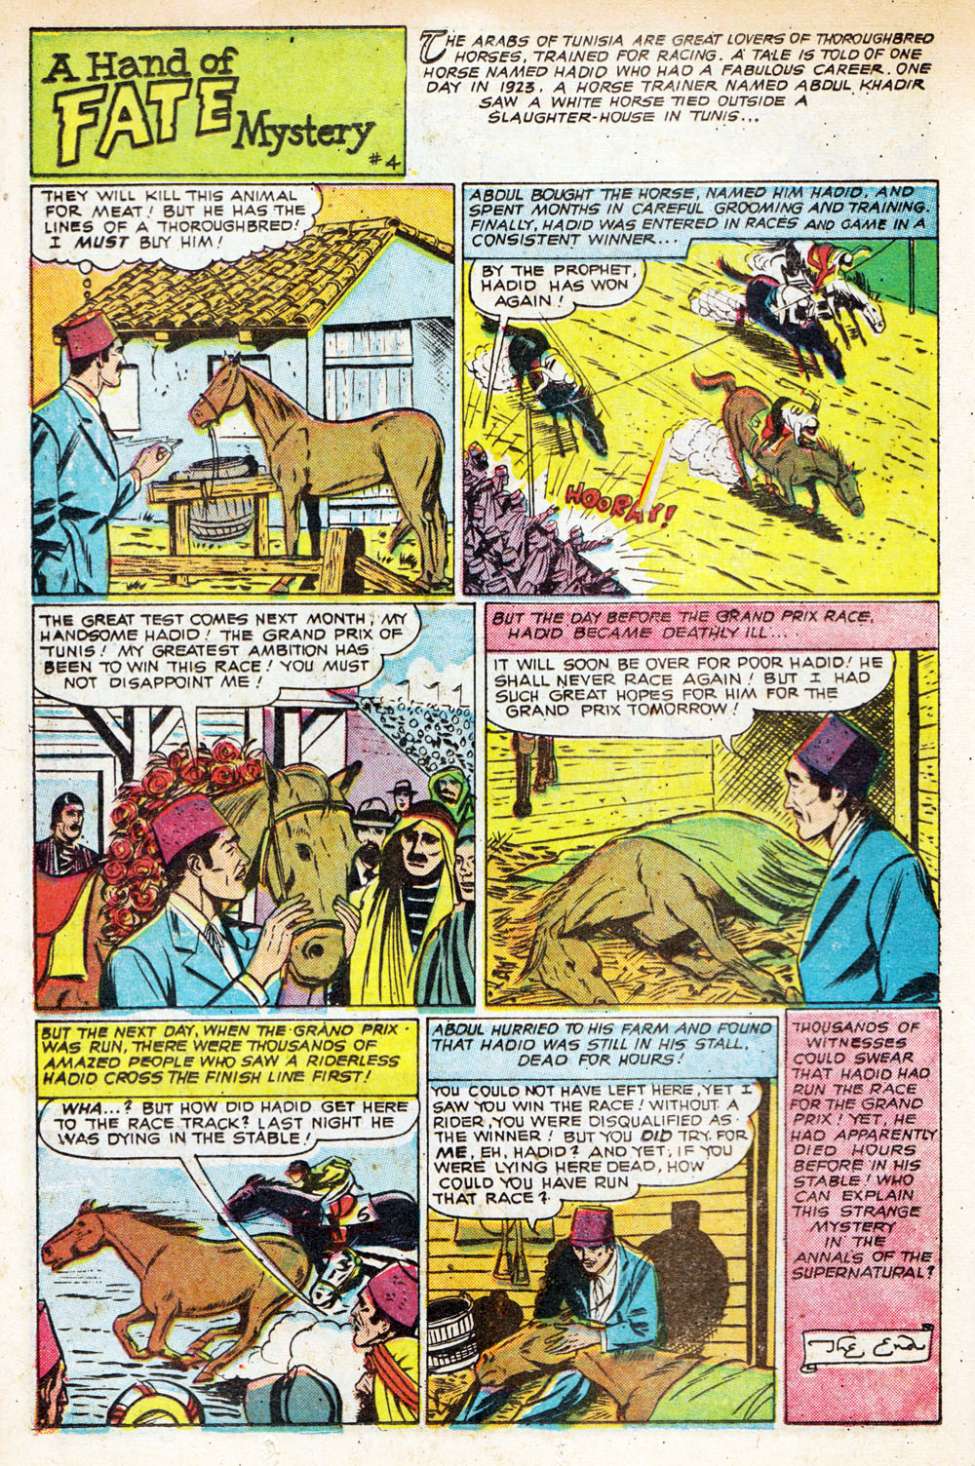 A Hand of
FATE
Mystery
#4
THE ARABS OF TUNISIA ARE GREAT LOVERS OF THOROUGHBRED
HORSES, TRAINED FOR RACING. A TALE IS TOLD OF ONE
HORSE NAMED HADID WHO HAD A FABULOUS CAREER. ONE
DAY IN 1923, A HORSE TRAINER NAMED ABDUL KHADIR
SAW A WHITE HORSE TIED OUTSIDE A
SLAUGHTER-HOUSE IN TUNIS...
THEY WILL KILL THIS ANIMAL
FOR MEAT! BUT HE HAS THE
LINES OF A THOROUGHBRED!
I MUST BUY HIM!
ABDUL BOUGHT THE HORSE, NAMED HIM HADID, AND
SPENT MONTHS IN CAREFUL GROOMING AND TRAINING.
FINALLY, HADID WAS ENTERED IN RACES AND CAME IN A
CONSISTENT WINNER...
BY THE PROPHET,
HADID HAS WON
AGAIN!
HOORAY!
THE GREAT TEST COMES NEXT MONTH, MY
HANDSOME HADID! THE GRAND PRIX OF
TUNIS! MY GREATEST AMBITION HAS
BEEN TO WIN THIS RACE! YOU MUST
NOT DISAPPOINT ME!
BUT THE DAY BEFORE THE GRAND PRIX RACE,
HADID BECAME DEATHLY ILL...
IT WILL SOON BE OVER FOR POOR HADID! HE
SHALL NEVER RACE AGAIN! BUT I HAD
SUCH GREAT HOPES FOR HIM FOR THE
GRAND PRIX TOMORROW!
BUT THE NEXT DAY, WHEN THE GRAND PRIX
WAS RUN, THERE WERE THOUSANDS OF
AMAZED PEOPLE WHO SAW A RIDERLESS
HADID CROSS THE FINISH LINE FIRST!
WHA...? BUT HOW DID HADID GET HERE
TO THE RACE TRACK? LAST NIGHT HE
WAS DYING IN THE STABLE!
6
ABDUL HURRIED TO HIS FARM AND FOUND
THAT HADID WAS STILL IN HIS STALL,
DEAD FOR HOURS!
YOU COULD NOT HAVE LEFT HERE, YET I
SAW YOU WIN THE RACE! WITHOUT A
RIDER, YOU WERE DISQUALIFIED AS
THE WINNER! BUT YOU DID TRY, FOR
ME, EH, HADID? AND YET, IF YOU
WERE LYING HERE DEAD, HOW
COULD YOU HAVE RUN
THAT RACE?
THOUSANDS OF
WITNESSES
COULD SWEAR
THAT HADID HAD
RUN THE RACE
FOR THE GRAND
PRIX! YET, HE
HAD APPARENTLY
DIED HOURS
BEFORE IN HIS
STABLE! WHO
CAN EXPLAIN
THIS STRANGE
MYSTERY
IN THE
ANNALS OF THE
SUPERNATURAL?
The End